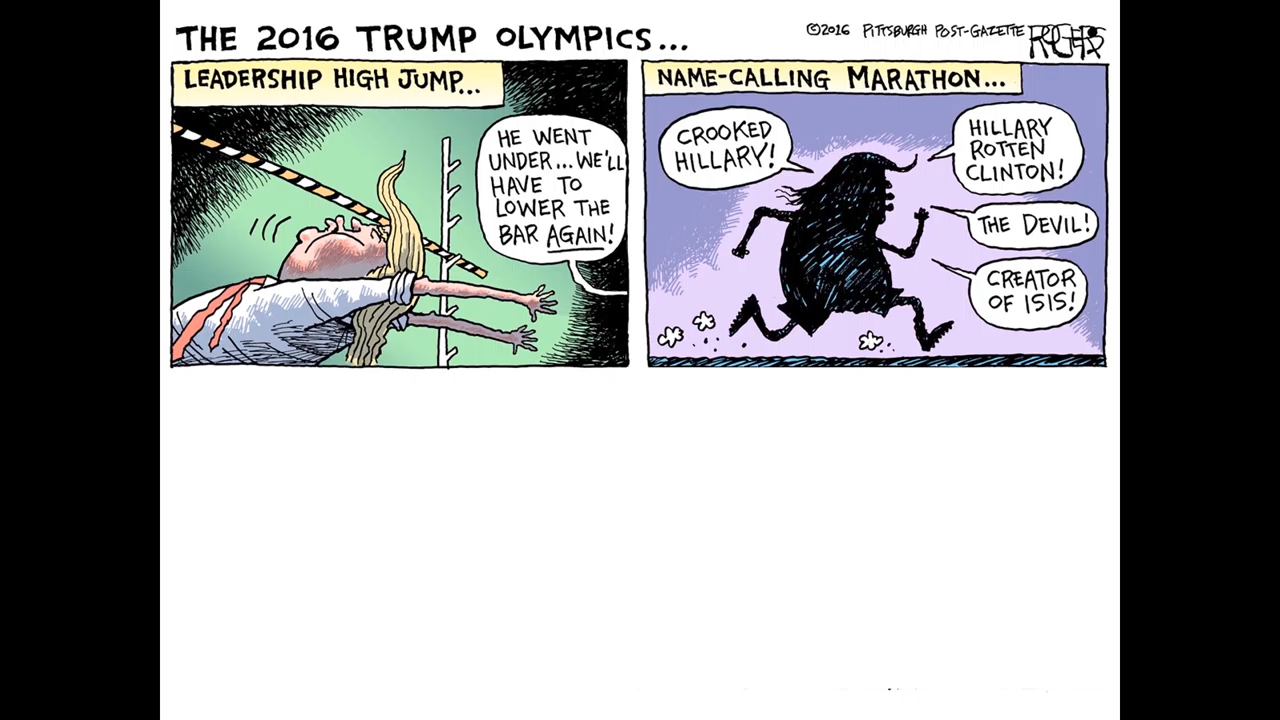 THE 2016 TRUMP OLYMPICS...
©2016 PITTSBURGH POST-GAZETTE ROGERS
LEADERSHIP HIGH JUMP...
HE WENT
UNDER...WE'LL
HAVE TO
LOWER THE
BAR AGAIN!
NAME-CALLING MARATHON...
CROOKED
HILLARY!
HILLARY
ROTTEN
CLINTON!
THE DEVIL!
CREATOR
OF ISIS!